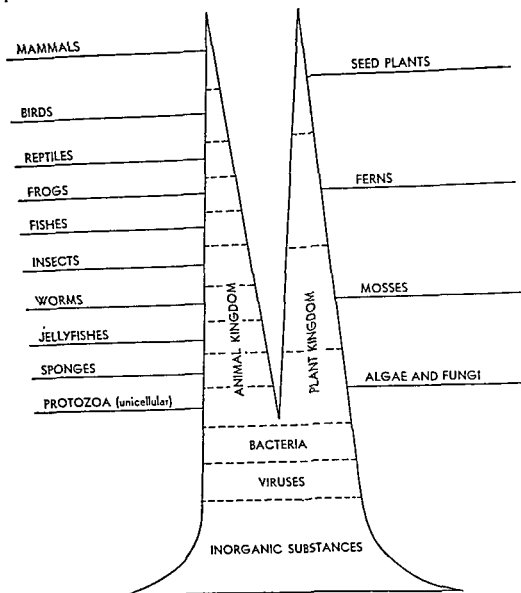 MAMMALS
BIRDS
REPTILES
FROGS
FISHES
INSECTS
WORMS
JELLYFISHES
SPONGES
PROTOZOA (unicellular)
ANIMAL KINGDOM
PLANT KINGDOM
SEED PLANTS
FERNS
MOSSES
ALGAE AND FUNGI
BACTERIA
VIRUSES
INORGANIC SUBSTANCES